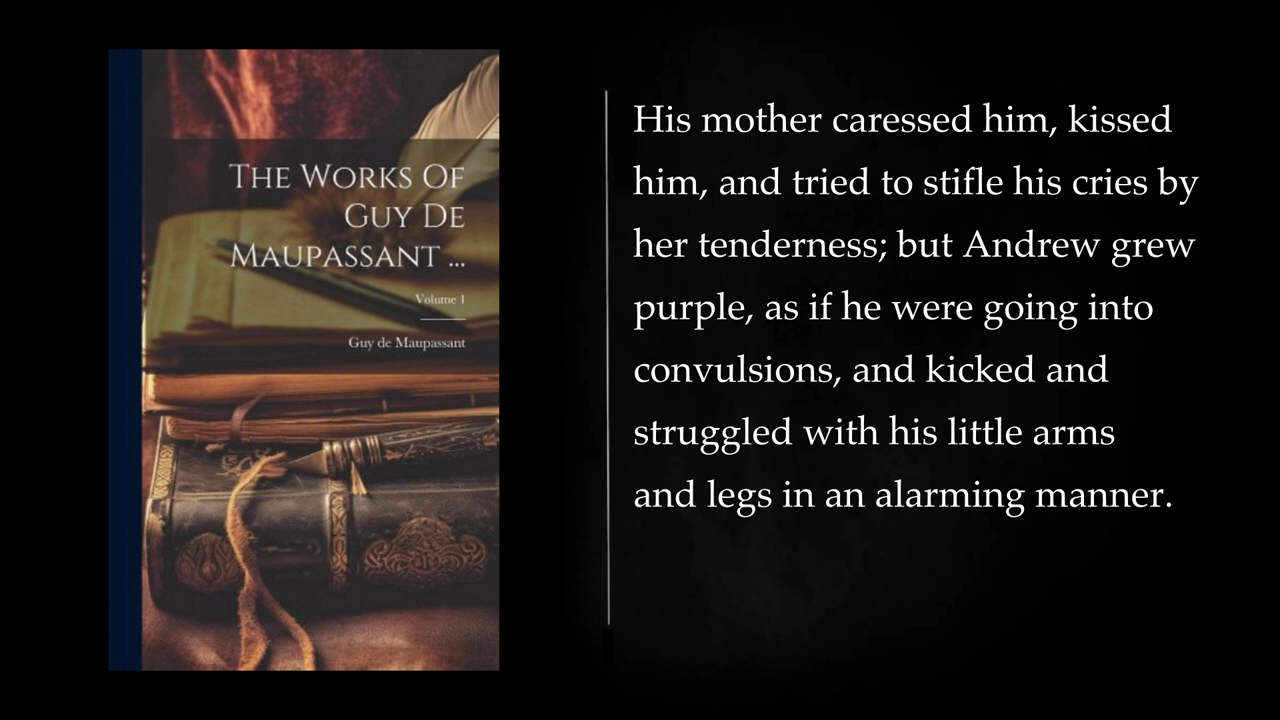 The Works Of
Guy De
Maupassant ...
Volume 1
Guy de Maupassant
His mother caressed him, kissed
him, and tried to stifle his cries by
her tenderness; but Andrew grew
purple, as if he were going into
convulsions, and kicked and
struggled with his little arms
and legs in an alarming manner.